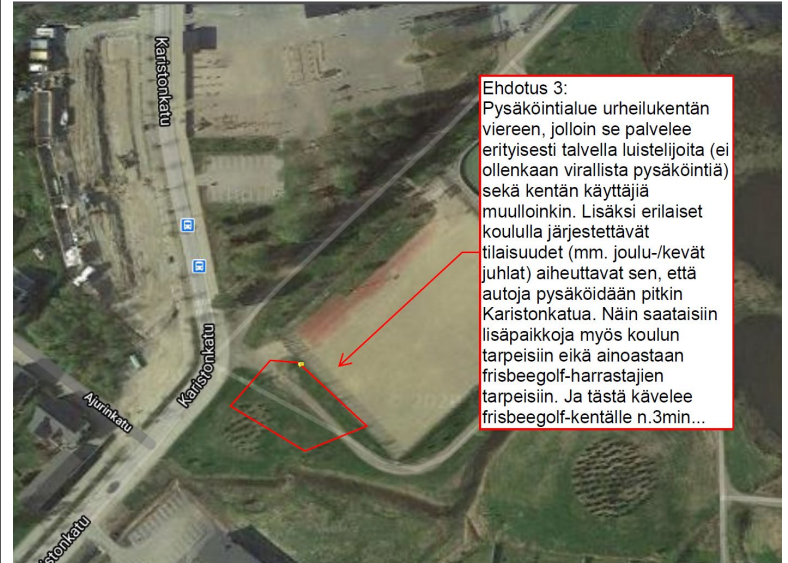 Karistonkatu
Ehdotus 3:
Pysäköintialue urheilukentän
viereen, jolloin se palvelee
erityisesti talvella luistelijoita (ei
ollenkaan virallista pysäköintiä)
sekä kentän käyttäjiä
muulloinkin. Lisäksi erilaiset
koululla järjestettävät
tilaisuudet (mm. joulu-/kevät
juhlat) aiheuttavat sen, että
autoja pysäköidään pitkin
Karistonkatua. Näin saataisiin
lisäpaikkoja myös koulun
tarpeisiin eikä ainoastaan
frisbeegolf-harrastajien
tarpeisiin. Ja tästä kävelee
frisbeegolf-kentälle n.3min...
Karistonkatu
Ajurinkatu
istonkatu